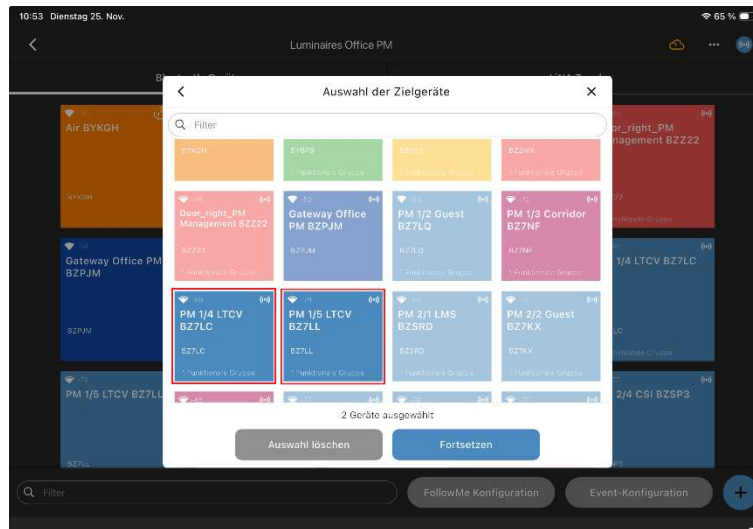 10:53 Dienstag 25. Nov.
65 %
Luminaires Office PM
Auswahl der Zielgeräte
Filter
Air BYKGH
BYKGH
BYKGH
1 Funktionale Gruppe
1 Funktionale Gruppe
Door_right_PM
Management BZZ22
BZZ22
1 Funktionale Gruppe
Gateway Office
PM BZPJM
BZPJM
PM 1/2 Guest
BZ7LQ
BZ7LQ
1 Funktionale Gruppe
PM 1/3 Corridor
BZ7NF
BZ7NF
1 Funktionale Gruppe
or_right_PM
nagement BZZ22
Gateway Office PM
BZPJM
BZPJM
PM 1/4 LTCV
BZ7LC
BZ7LC
1 Funktionale Gruppe
PM 1/5 LTCV
BZ7LL
BZ7LL
1 Funktionale Gruppe
PM 2/1 LMS
BZSRD
BZSRD
1 Funktionale Gruppe
PM 2/2 Guest
BZ7KX
BZ7KX
1 Funktionale Gruppe
1/4 LTCV BZ7LC
PM 1/5 LTCV BZ7LL
BZ7LL
2/4 CSI BZSP3
2 Geräte ausgewählt
Auswahl löschen
Fortsetzen
Filter
FollowMe Konfiguration
Event-Konfiguration